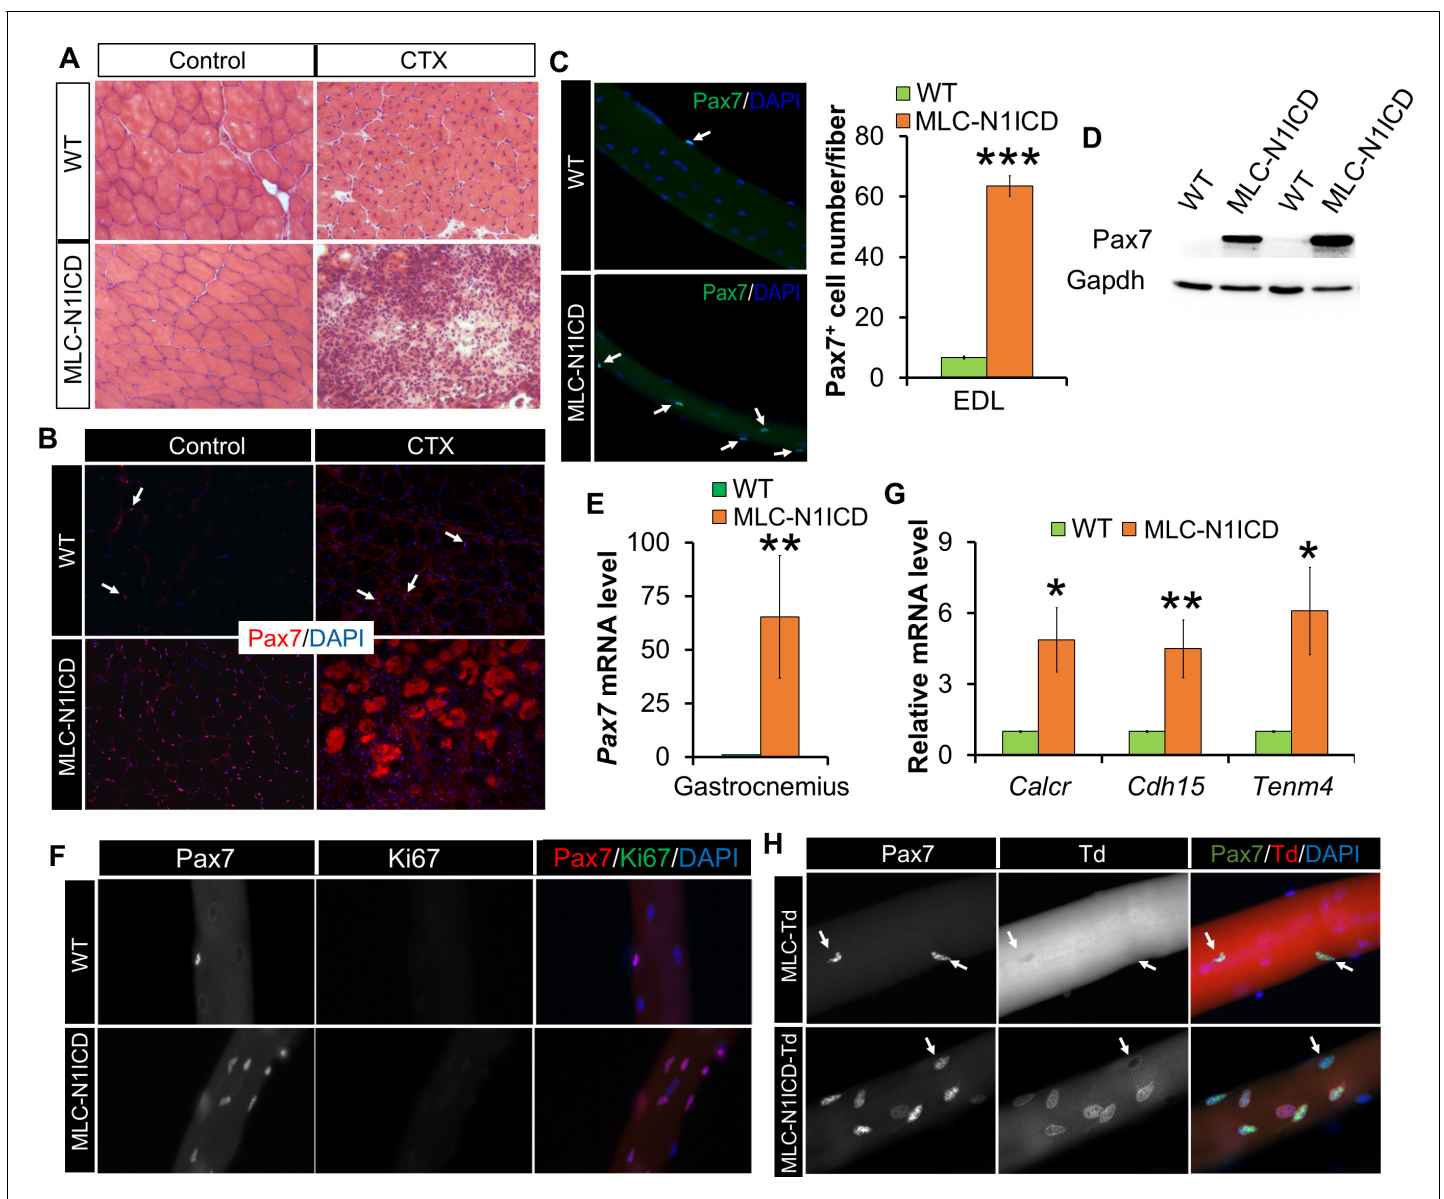 A
Control
CTX
WT
MLC-N1ICD
B
Control
CTX
WT
MLC-N1ICD
Pax7/DAPI
C
WT
Pax7/DAPI
MLC-N1ICD
Pax7/DAPI
WT
MLC-N1ICD
Pax7+ cell number/fiber
80
60
40
20
0
***
EDL
D
WT
MLC-N1ICD
WT
MLC-N1ICD
Pax7
Gapdh
E
WT
MLC-N1ICD
Pax7 mRNA level
100
75
50
25
0
**
Gastrocnemius
G
WT
MLC-N1ICD
Relative mRNA level
9
6
3
0
*
**
*
Calcr
Cdh15
Tenm4
F
Pax7
Ki67
Pax7/Ki67/DAPI
WT
MLC-N1ICD
H
Pax7
Td
Pax7/Td/DAPI
MLC-Td
MLC-N1ICD-Td